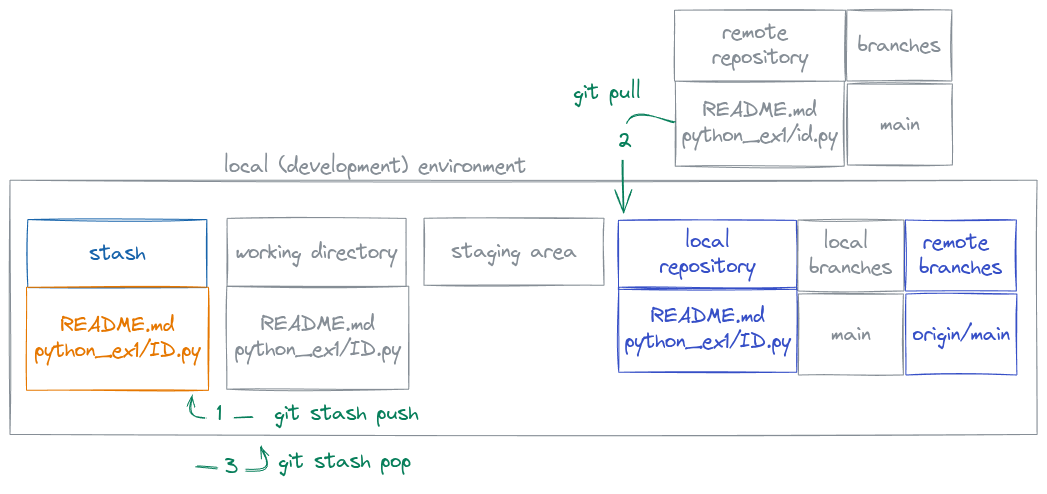 remote
repository
branches
git pull
README.md
python_ex1/id.py
main
2
local (development) environment
stash
working directory
staging area
local
repository
local
branches
remote
branches
README.md
python_ex1/ID.py
README.md
python_ex1/ID.py
README.md
python_ex1/ID.py
main
origin/main
1
git stash push
3
git stash pop